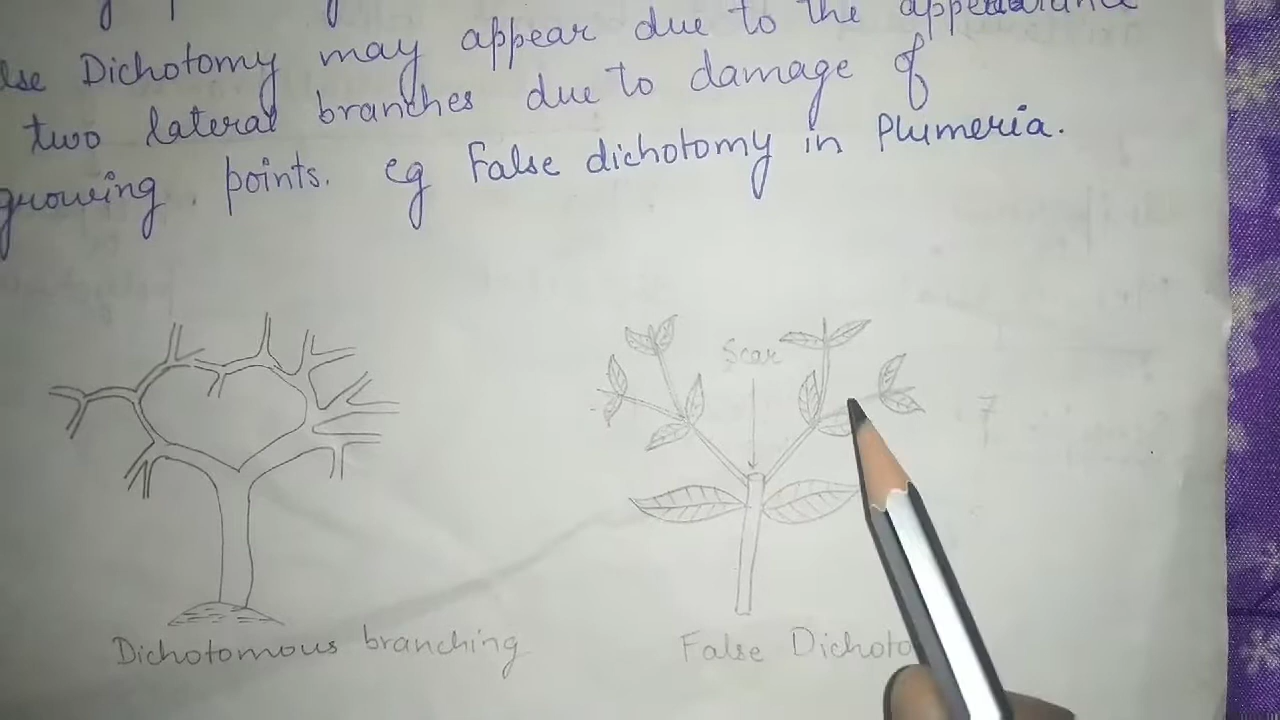 Dichotomy may appear due to the appearance
two lateral branches due to damage of
growing points. eg False dichotomy in Plumeria.
Scar
Dichotomous branching
False